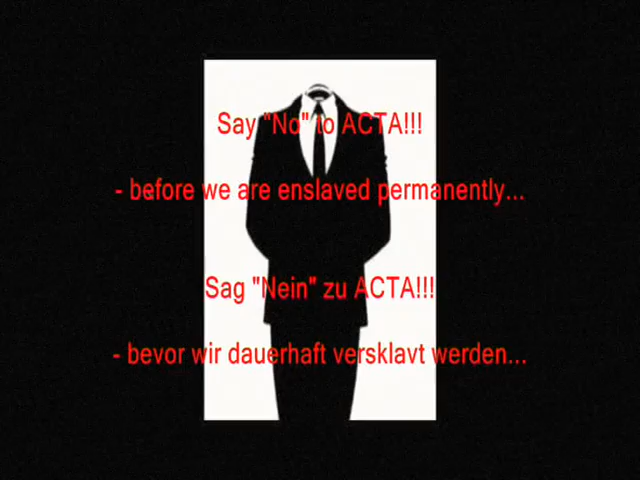 Say "No" to ACTA!!!
- before we are enslaved permanently...
Sag "Nein" zu ACTA!!!
- bevor wir dauerhaft versklavt werden...